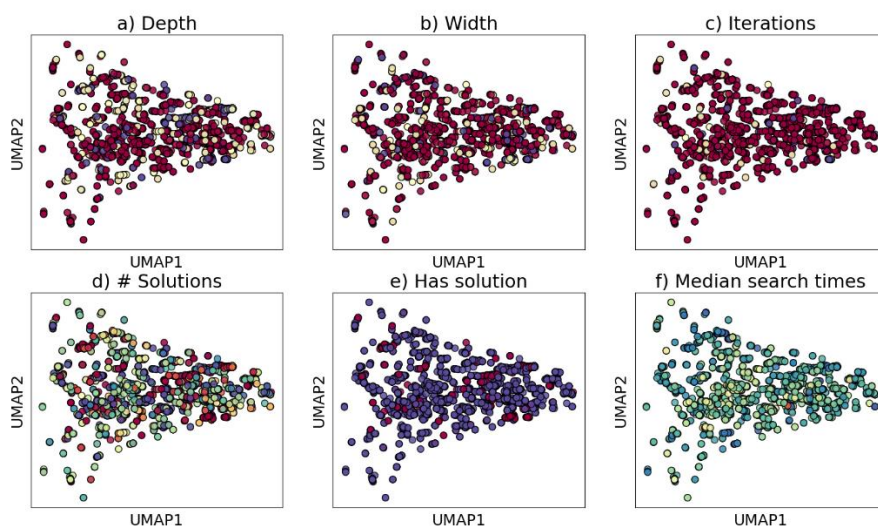 a) Depth
b) Width
c) Iterations
UMAP2
UMAP2
UMAP2
UMAP1
UMAP1
UMAP1
d) # Solutions
e) Has solution
f) Median search times
UMAP2
UMAP2
UMAP2
UMAP1
UMAP1
UMAP1